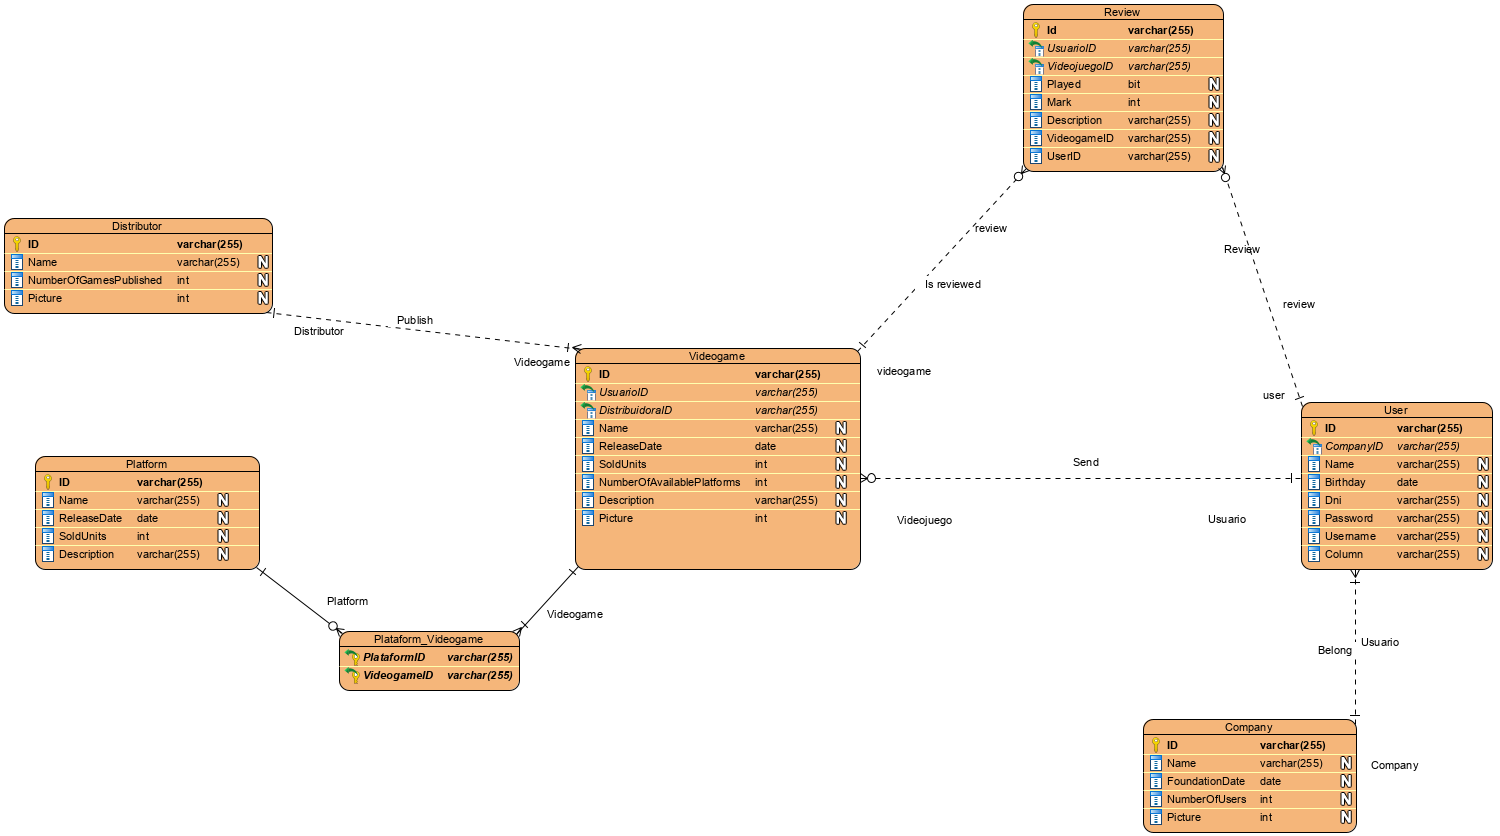 Review
Id varchar(255)
UsuarioID varchar(255)
VideojuegoID varchar(255)
Played bit N
Mark int N
Description varchar(255) N
VideogameID varchar(255) N
UserID varchar(255) N
Distributor
ID varchar(255)
Name varchar(255) N
NumberOfGamesPublished int N
Picture int N
review
Review
Is reviewed
review
Publish
Distributor
Videogame
videogame
user
Videogame
ID varchar(255)
UsuarioID varchar(255)
DistribuidoraID varchar(255)
Name varchar(255) N
ReleaseDate date N
SoldUnits int N
NumberOfAvailablePlatforms int N
Description varchar(255) N
Picture int N
User
ID varchar(255)
CompanyID varchar(255)
Name varchar(255) N
Birthday date N
Dni varchar(255) N
Password varchar(255) N
Username varchar(255) N
Column varchar(255) N
Send
Videojuego
Usuario
Platform
ID varchar(255)
Name varchar(255) N
ReleaseDate date N
SoldUnits int N
Description varchar(255) N
Platform
Videogame
Plataform_Videogame
PlataformID varchar(255)
VideogameID varchar(255)
Usuario
Belong
Company
ID varchar(255)
Name varchar(255) N
FoundationDate date N
NumberOfUsers int N
Picture int N
Company